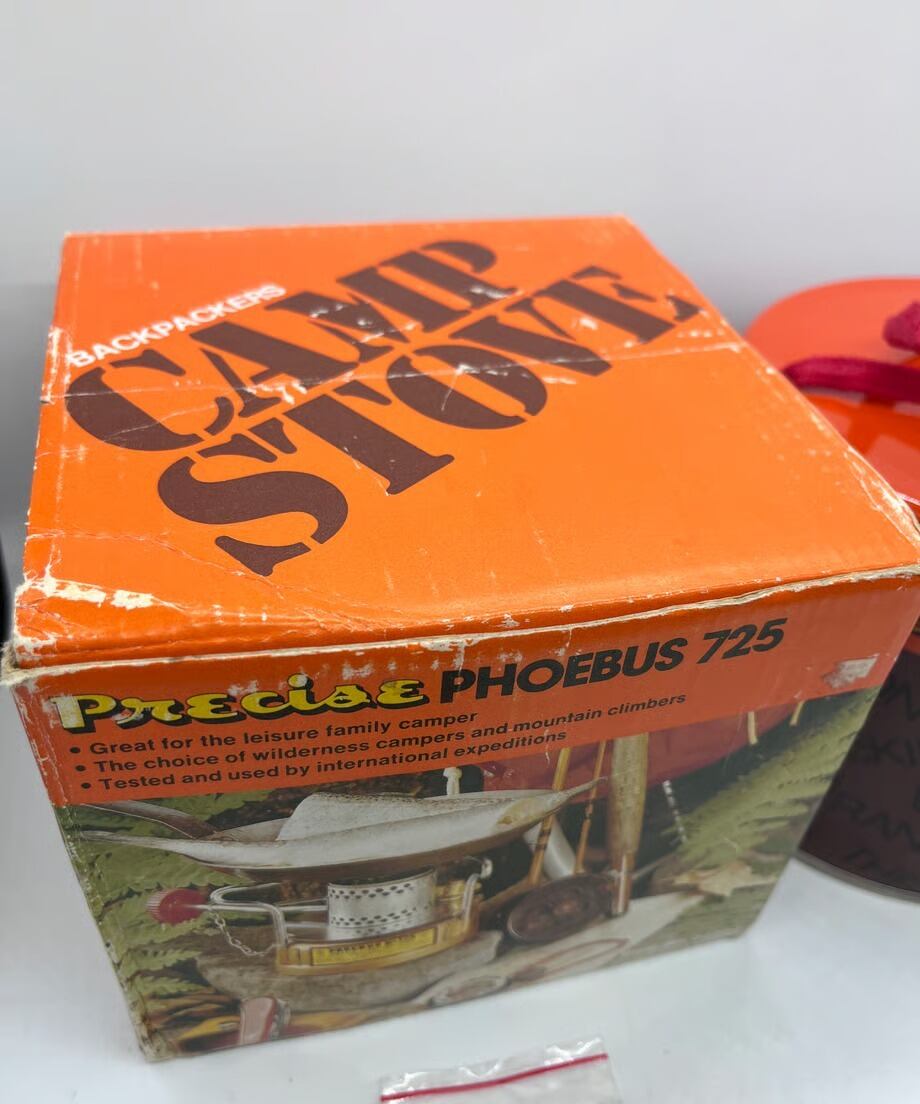 BACKPACKERS
CAMP
STOVE
Precise PHOEBUS 725
• Great for the leisure family camper
• The choice of wilderness campers and mountain climbers
• Tested and used by international expeditions